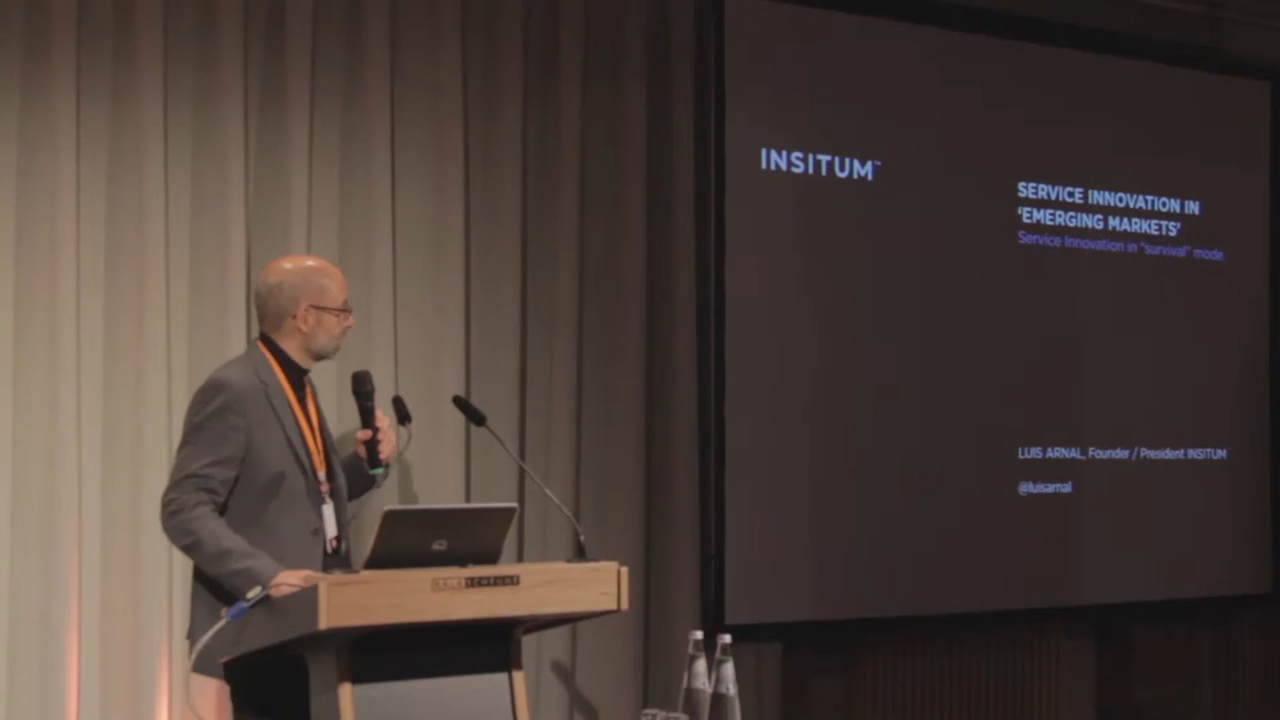 INSITUM™
SERVICE INNOVATION IN
‘EMERGING MARKETS’
Service Innovation in "survival" mode
LUIS ARNAL, Founder / President INSITUM
@luisarnal